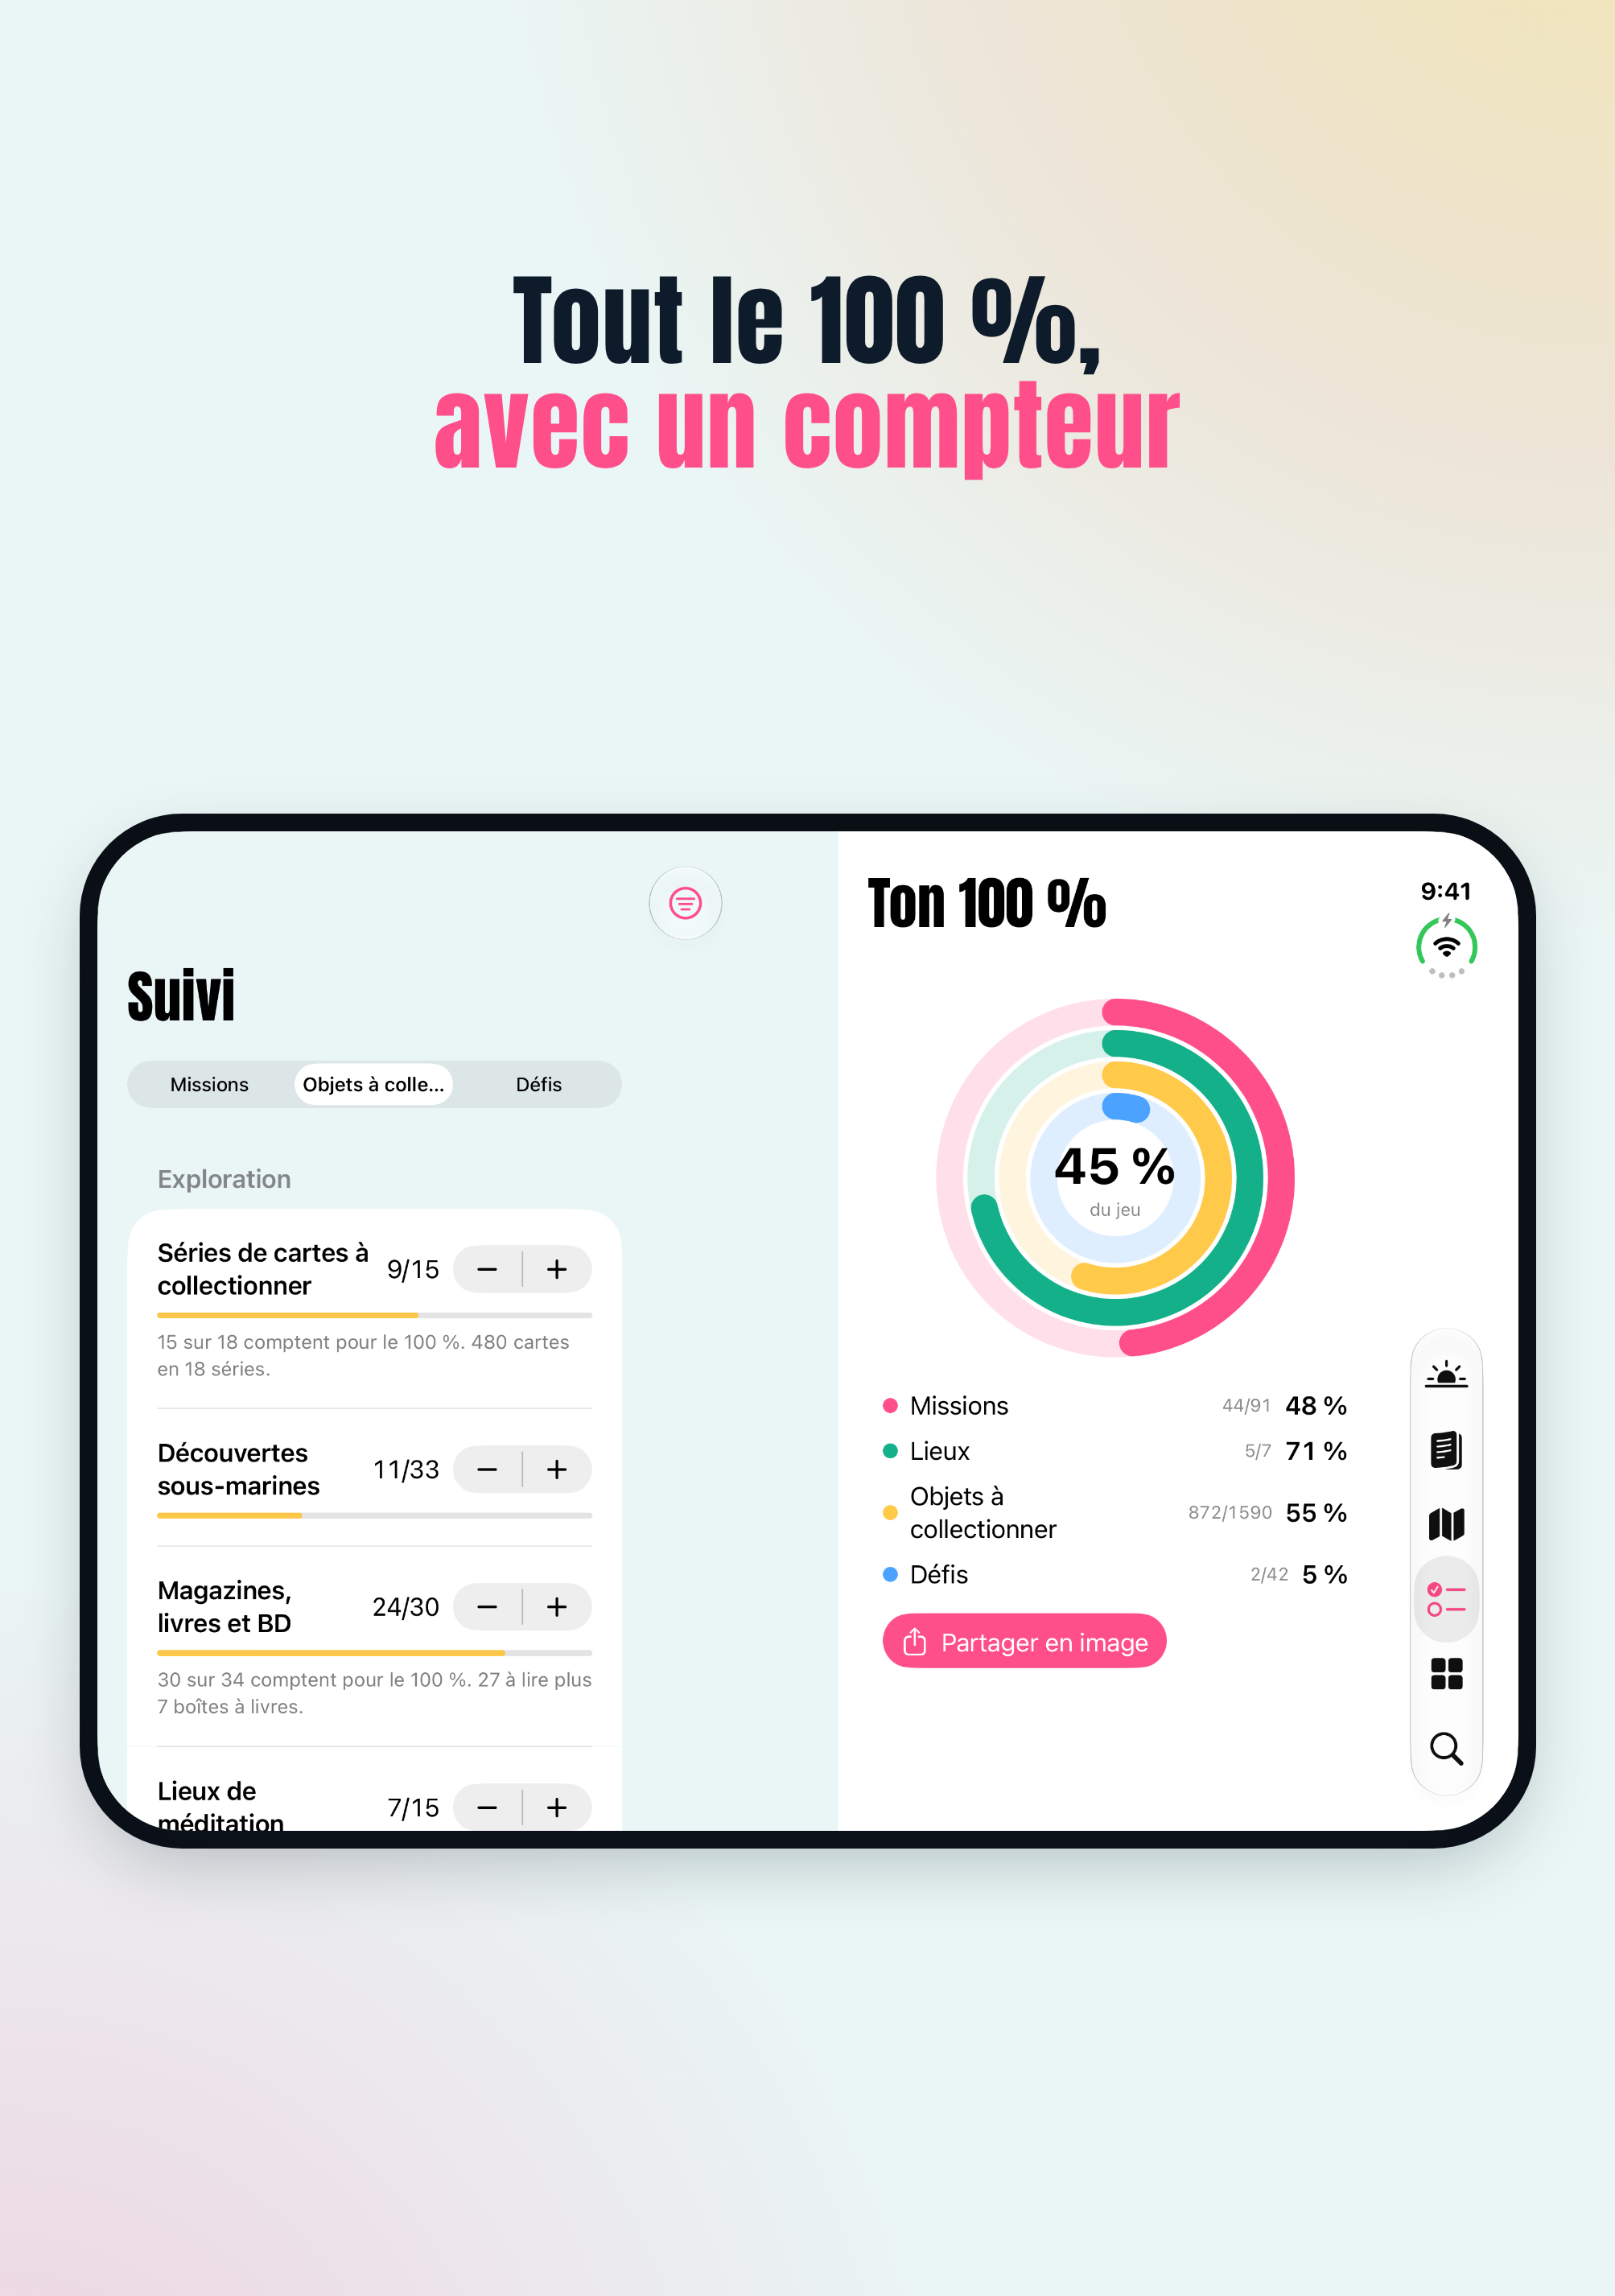 Tout le 100 %,
avec un compteur
Suivi
Missions
Objets à colle...
Défis
Exploration
Séries de cartes à
collectionner
9/15
15 sur 18 comptent pour le 100 %. 480 cartes
en 18 séries.
Découvertes
sous-marines
11/33
Magazines,
livres et BD
24/30
30 sur 34 comptent pour le 100 %. 27 à lire plus
7 boîtes à livres.
Lieux de
méditation
7/15
Ton 100 %
9:41
45 %
du jeu
Missions 44/91 48 %
Lieux 5/7 71 %
Objets à
collectionner
872/1590 55 %
Défis 2/42 5 %
Partager en image